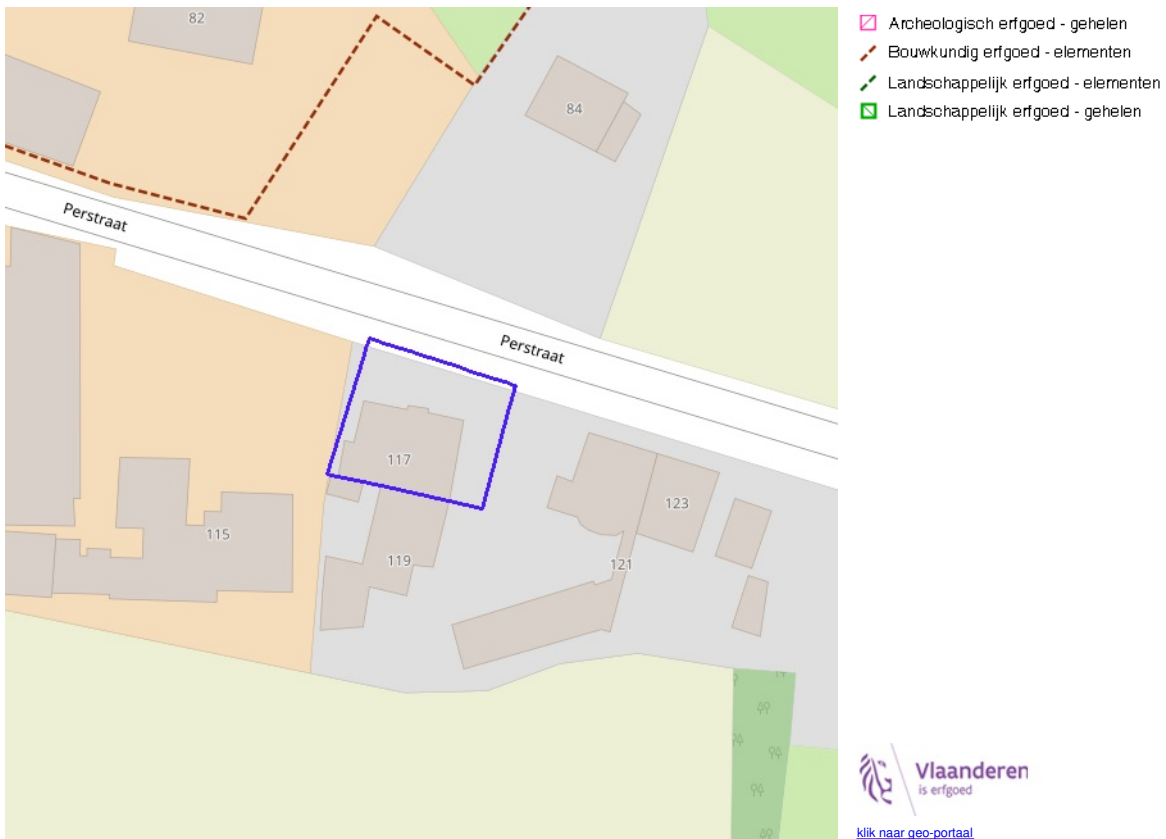 82
84
Perstraat
Perstraat
117
115
119
123
121
Archeologisch erfgoed - gehelen
Bouwkundig erfgoed - elementen
Landschappelijk erfgoed - elementen
Landschappelijk erfgoed - gehelen
Vlaanderen
is erfgoed
klik naar geo-portaal